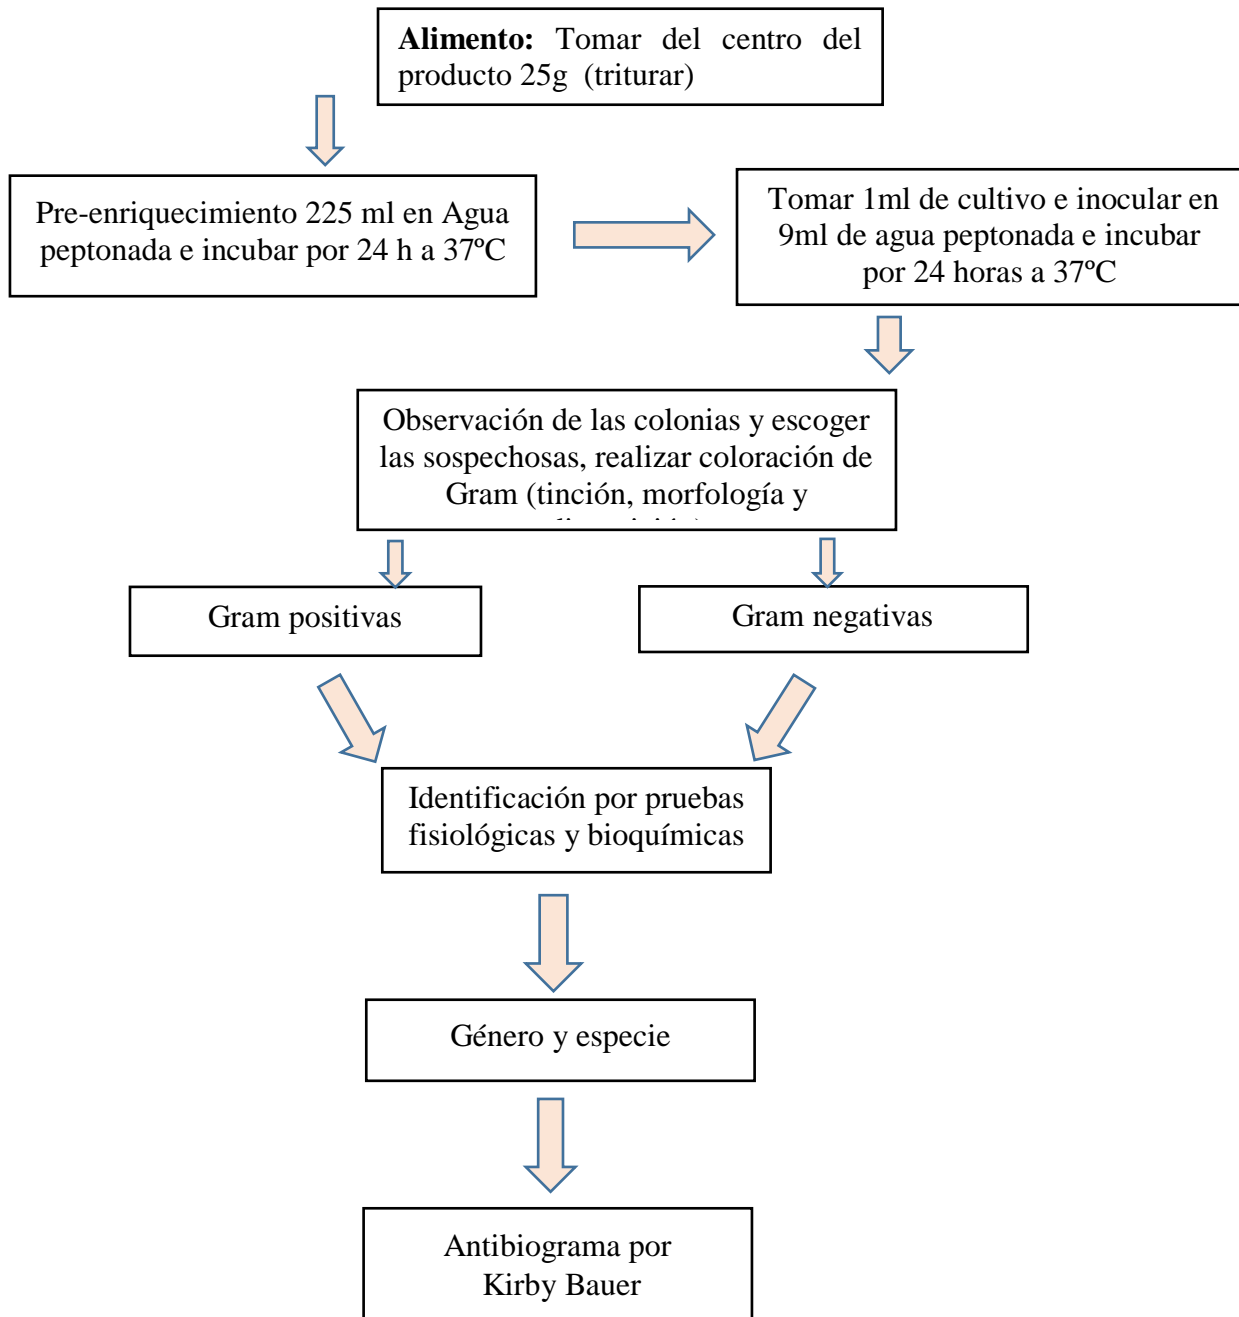 Alimento: Tomar del centro del
producto 25g (triturar)
Pre-enriquecimiento 225 ml en Agua
peptonada e incubar por 24 h a 37ºC
Tomar 1ml de cultivo e inocular en
9ml de agua peptonada e incubar
por 24 horas a 37ºC
Observación de las colonias y escoger
las sospechosas, realizar coloración de
Gram (tinción, morfología y
Gram positivas
Gram negativas
Identificación por pruebas
fisiológicas y bioquímicas
Género y especie
Antibiograma por
Kirby Bauer